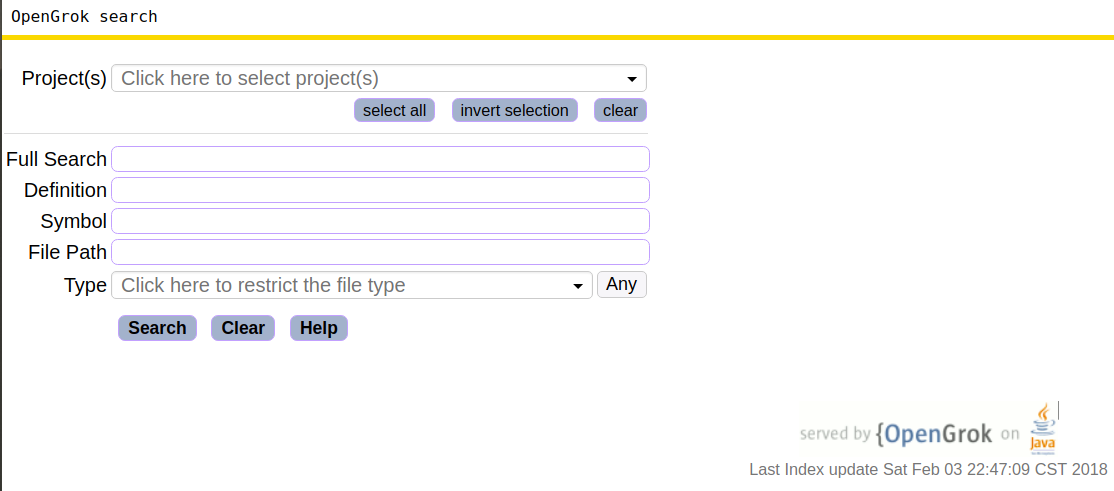 OpenGrok search
Project(s) Click here to select project(s)
select all invert selection clear
Full Search
Definition
Symbol
File Path
Type Click here to restrict the file type Any
Search Clear Help
served by {OpenGrok on Java
Last Index update Sat Feb 03 22:47:09 CST 2018